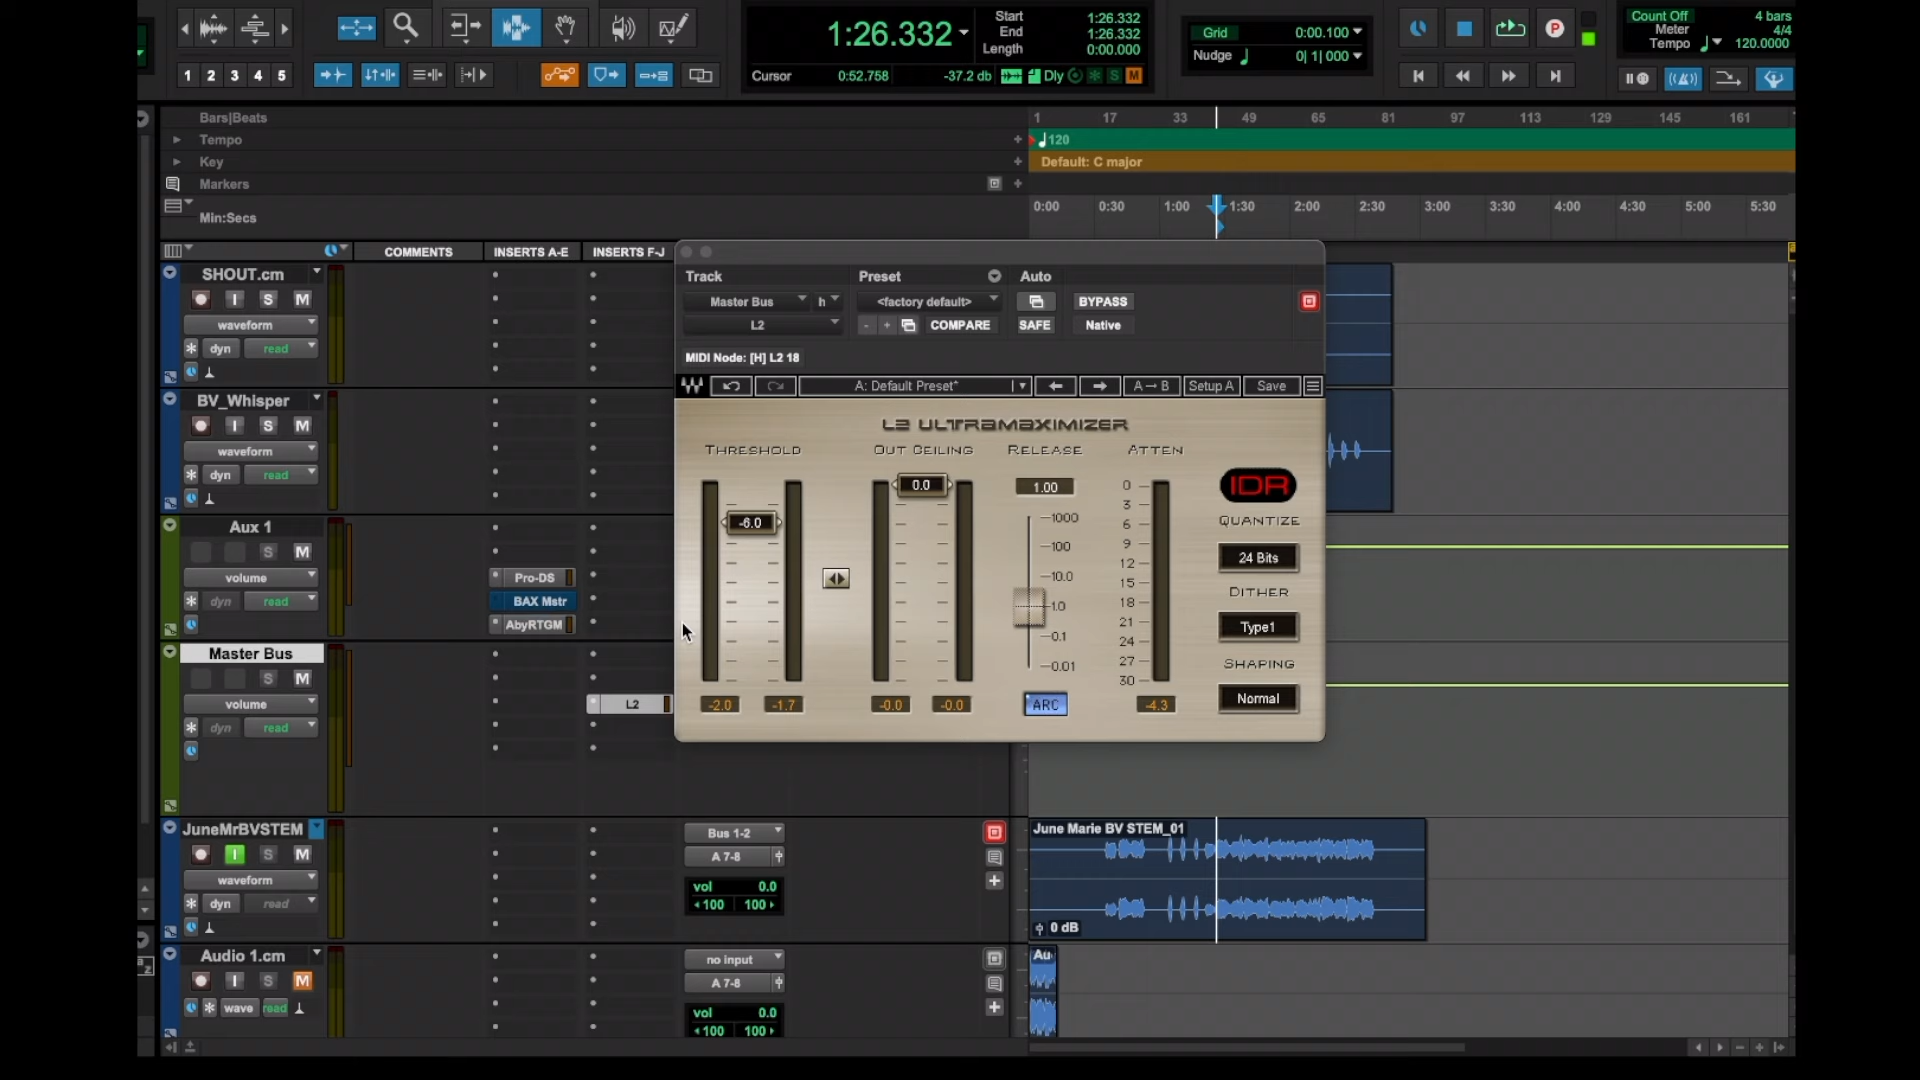 1:26.332
Start 1:26.332
End 1:26.332
Length 0:00.000
Cursor 0:52.758 -37.2 db Dly S M
Grid 0:00.100
Nudge 0| 1| 000
Count Off 4 bars
Meter 4/4
Tempo 120.0000
1 2 3 4 5
P
Bars|Beats 1 17 33 49 65 81 97 113 129 145 161
Tempo 120
Key Default: C major
Markers
Min:Secs 0:00 0:30 1:00 1:30 2:00 2:30 3:00 3:30 4:00 4:30 5:00 5:30
COMMENTS INSERTS A-E INSERTS F-J
SHOUT.cm
I S M
waveform
dyn read
BV_Whisper
I S M
waveform
dyn read
Aux 1
S M
volume
dyn read
Pro-DS
BAX Mstr
AbyRTGM
Master Bus
S M
volume
dyn read
L2
Track Preset Auto
Master Bus h <factory default> BYPASS
L2 - + COMPARE SAFE Native
MIDI Node: [H] L2 18
A: Default Preset* A→B Setup A Save
L2 ULTRAMAXIMIZER
THRESHOLD OUT CEILING RELEASE ATTEN
-6.0
0.0
1.00
1000
100
10.0
1.0
0.1
0.01
0
3
6
9
12
15
18
21
24
27
30
IDR
QUANTIZE
24 Bits
DITHER
Type1
SHAPING
Normal
-2.0 -1.7 -0.0 -0.0 ARC -4.3
JuneMrBVSTEM
I S M
waveform
dyn read
Bus 1-2
A 7-8
vol 0.0
100 100
June Marie BV STEM_01
0 dB
Audio 1.cm
I S M
wave read
no input
A 7-8
vol 0.0
100 100
Au